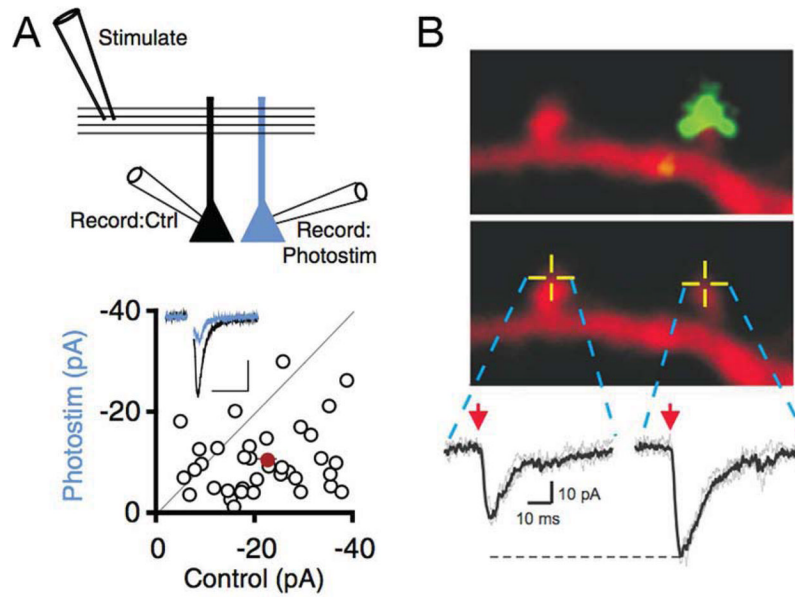 A
Stimulate
Record:Ctrl
Record:
Photostim
-40
-20
0
Photostim (pA)
0
-20
-40
Control (pA)
B
10 pA
10 ms